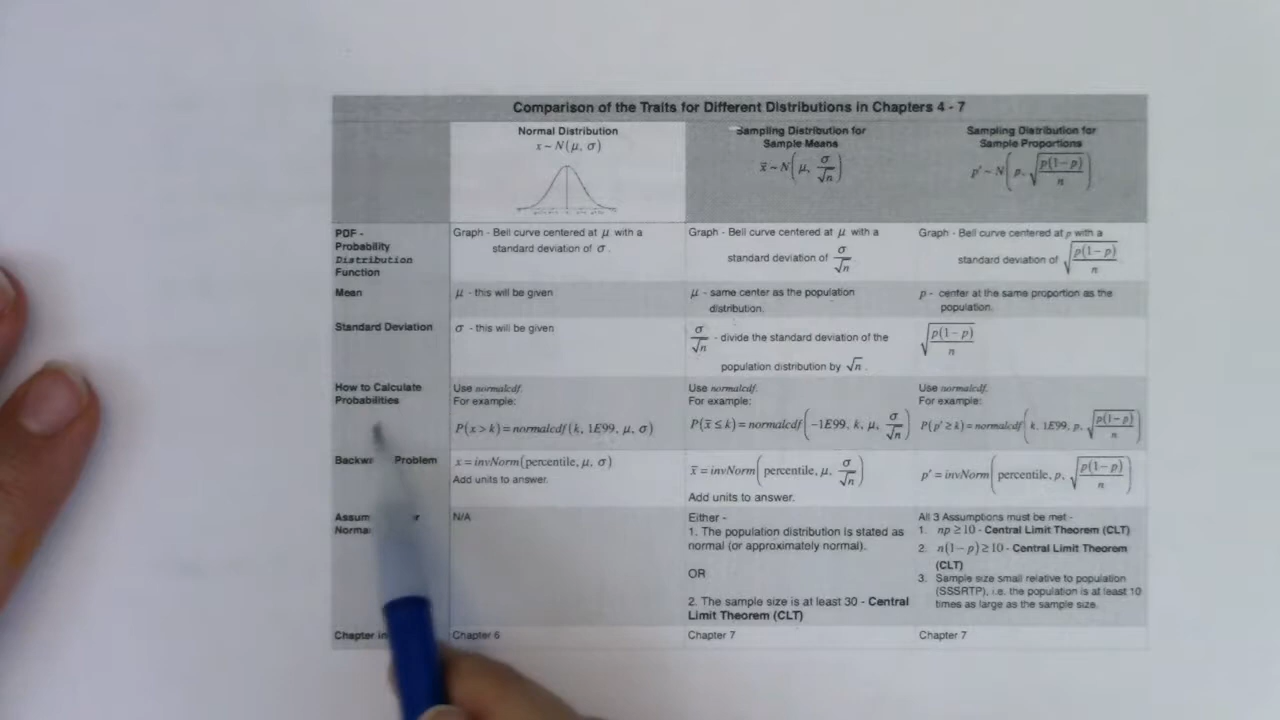 Comparison of the Traits for Different Distributions in Chapters 4 - 7
Normal Distribution
x ~ N(μ, σ)
Sampling Distribution for
Sample Means
x̄ ~ N(μ, σ/√n)
Sampling Distribution for
Sample Proportions
p' ~ N(p, √(p(1−p)/n))
PDF -
Probability
Distribution
Function
Graph - Bell curve centered at μ with a
standard deviation of σ.
Graph - Bell curve centered at μ with a
standard deviation of σ/√n
Graph - Bell curve centered at p with a
standard deviation of √(p(1−p)/n)
Mean
μ - this will be given
μ - same center as the population
distribution.
p - center at the same proportion as the
population.
Standard Deviation
σ - this will be given
σ/√n - divide the standard deviation of the
population distribution by √n.
√(p(1−p)/n)
How to Calculate
Probabilities
Use normalcdf.
For example:
P(x > k) = normalcdf(k, 1E99, μ, σ)
Use normalcdf.
For example:
P(x̄ ≤ k) = normalcdf(−1E99, k, μ, σ/√n)
Use normalcdf.
For example:
P(p' ≥ k) = normalcdf(k, 1E99, p, √(p(1−p)/n))
Problem
x = invNorm(percentile, μ, σ)
Add units to answer.
x̄ = invNorm(percentile, μ, σ/√n)
Add units to answer.
p' = invNorm(percentile, p, √(p(1−p)/n))
N/A
Either -
1. The population distribution is stated as
normal (or approximately normal).
OR
2. The sample size is at least 30 - Central
Limit Theorem (CLT)
All 3 Assumptions must be met -
1. np ≥ 10 - Central Limit Theorem (CLT)
2. n(1−p) ≥ 10 - Central Limit Theorem
(CLT)
3. Sample size small relative to population
(SSSRTP), i.e. the population is at least 10
times as large as the sample size.
Chapter in
Chapter 6
Chapter 7
Chapter 7